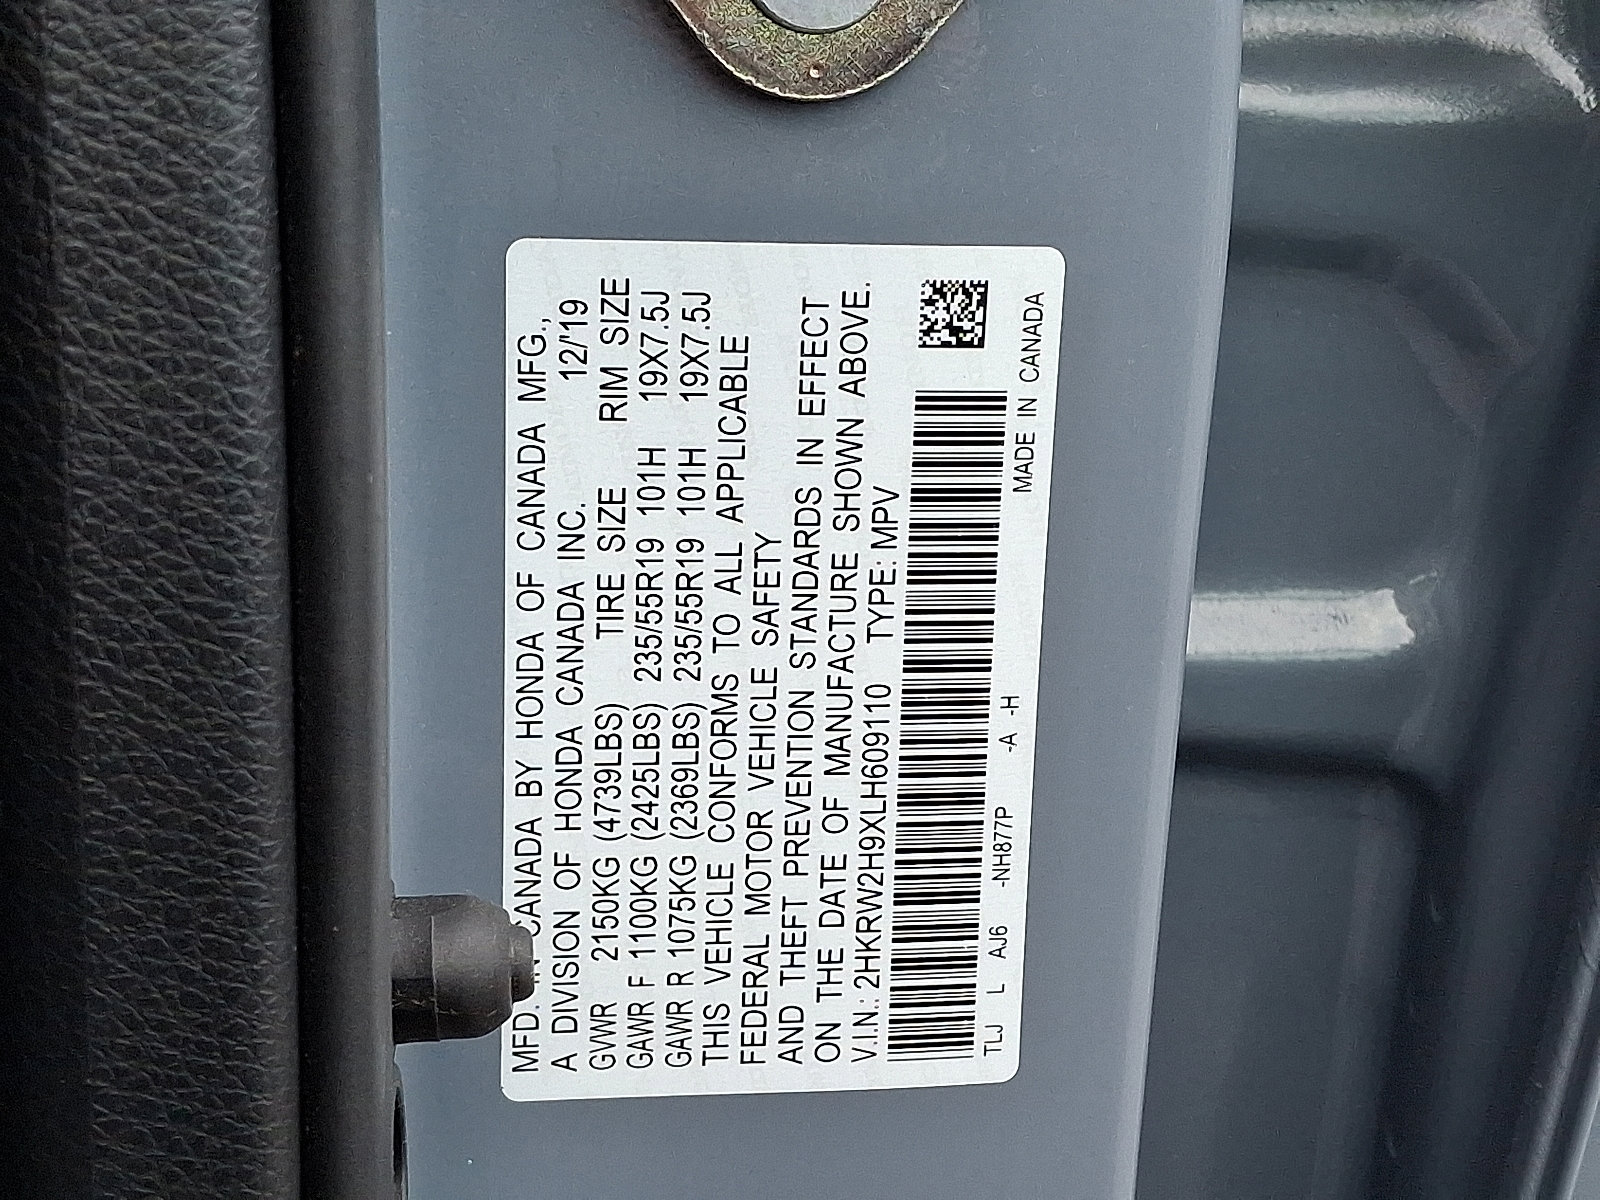 MFD. IN CANADA BY HONDA OF CANADA MFG.,
A DIVISION OF HONDA CANADA INC. 12/'19
GVWR 2150KG (4739LBS) TIRE SIZE RIM SIZE
GAWR F 1100KG (2425LBS) 235/55R19 101H 19X7.5J
GAWR R 1075KG (2369LBS) 235/55R19 101H 19X7.5J
THIS VEHICLE CONFORMS TO ALL APPLICABLE
FEDERAL MOTOR VEHICLE SAFETY
AND THEFT PREVENTION STANDARDS IN EFFECT
ON THE DATE OF MANUFACTURE SHOWN ABOVE.
V.I.N.: 2HKRW2H9XLH609110 TYPE: MPV
TLJ L AJ6 -NH877P -A -H MADE IN CANADA